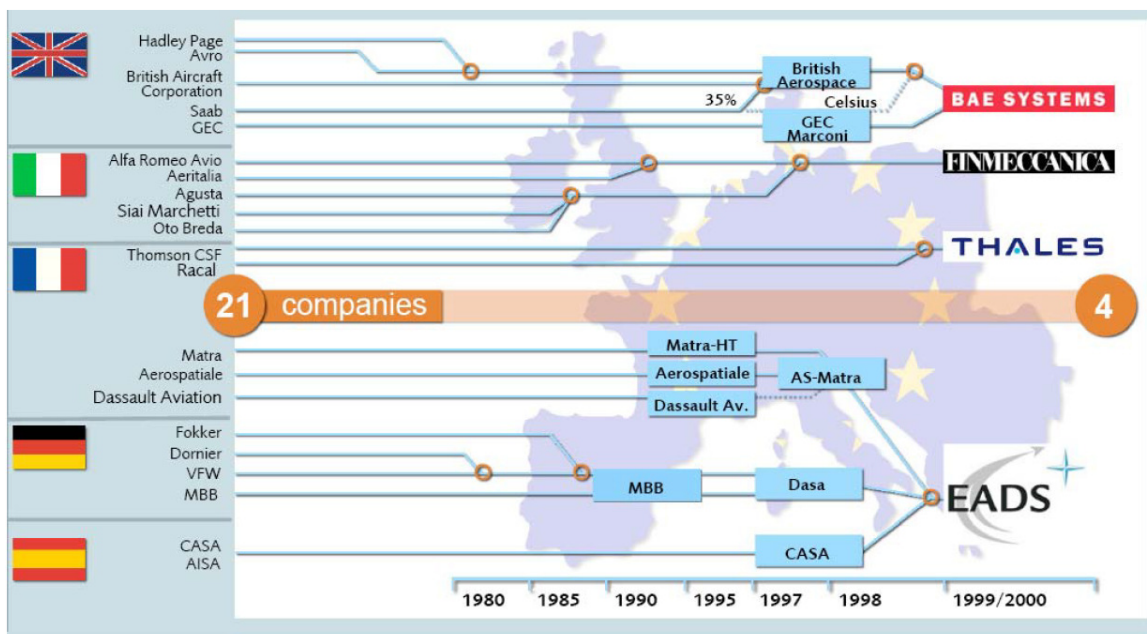 Hadley Page
Avro
British Aircraft
Corporation
Saab
GEC
35%
British
Aerospace
Celsius
GEC
Marconi
BAE SYSTEMS
Alfa Romeo Avio
Aeritalia
Agusta
Siai Marchetti
Oto Breda
FINMECCANICA
Thomson CSF
Racal
THALES
21 companies 4
Matra
Aerospatiale
Dassault Aviation
Matra-HT
Aerospatiale
Dassault Av.
AS-Matra
Fokker
Dornier
VFW
MBB
MBB
Dasa
EADS
CASA
AISA
CASA
1980 1985 1990 1995 1997 1998 1999/2000